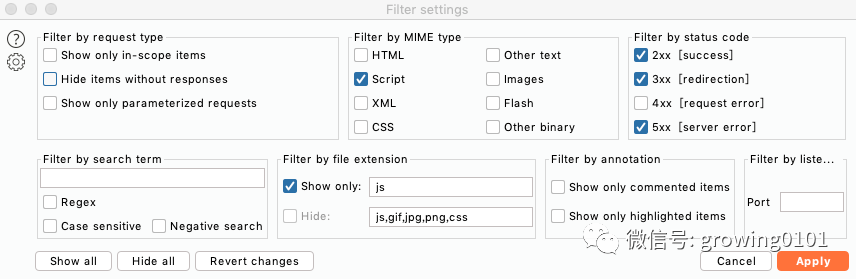 Filter settings
Filter by request type
Show only in-scope items
Hide items without responses
Show only parameterized requests
Filter by MIME type
HTML
Other text
Script
Images
XML
Flash
CSS
Other binary
Filter by status code
2xx [success]
3xx [redirection]
4xx [request error]
5xx [server error]
Filter by search term
Regex
Case sensitive
Negative search
Filter by file extension
Show only: js
Hide: js,gif,jpg,png,css
Filter by annotation
Show only commented items
Show only highlighted items
Filter by liste...
Port
微信号: growing0101
Show all
Hide all
Revert changes
Cancel
Apply